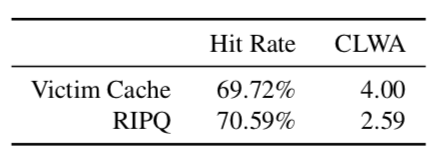 Hit Rate CLWA
Victim Cache 69.72% 4.00
RIPQ 70.59% 2.59